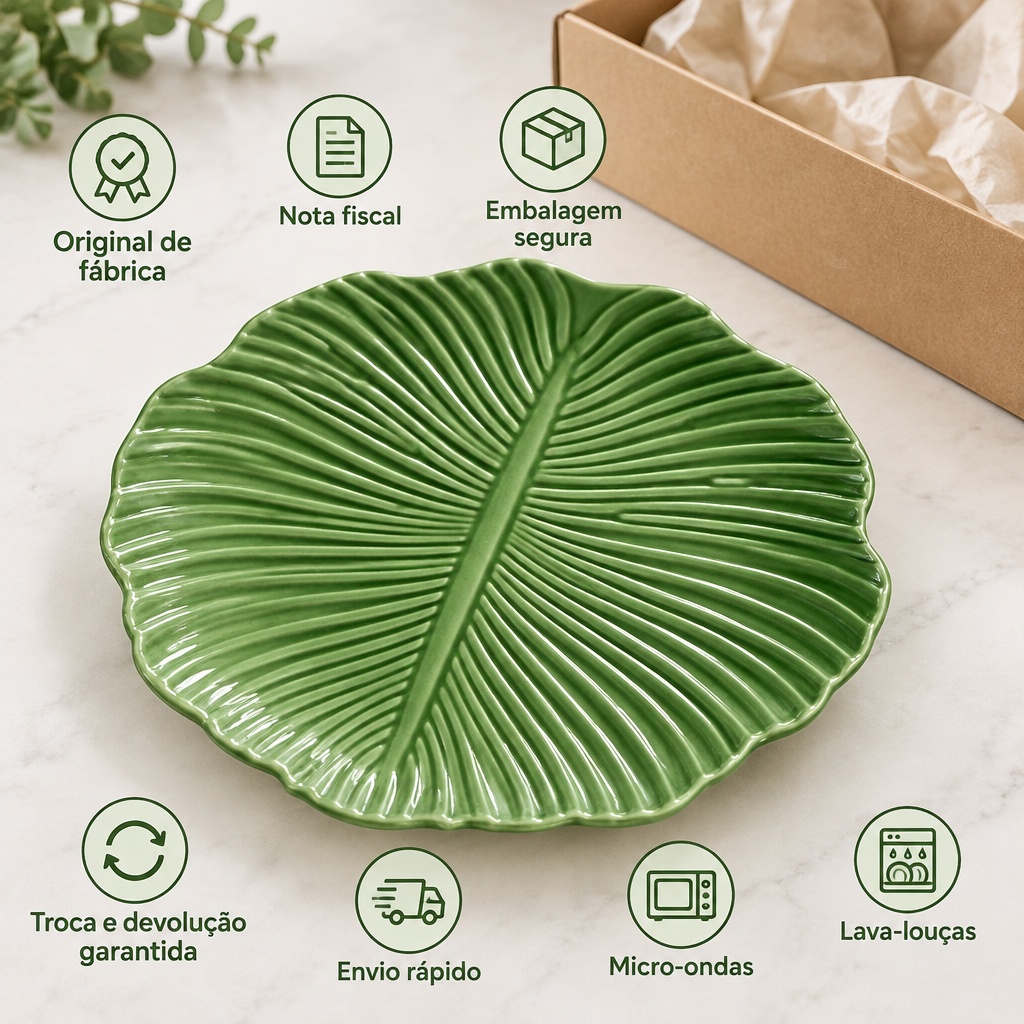 Original de
fábrica
Nota fiscal
Embalagem
segura
Troca e devolução
garantida
Envio rápido
Micro-ondas
Lava-louças